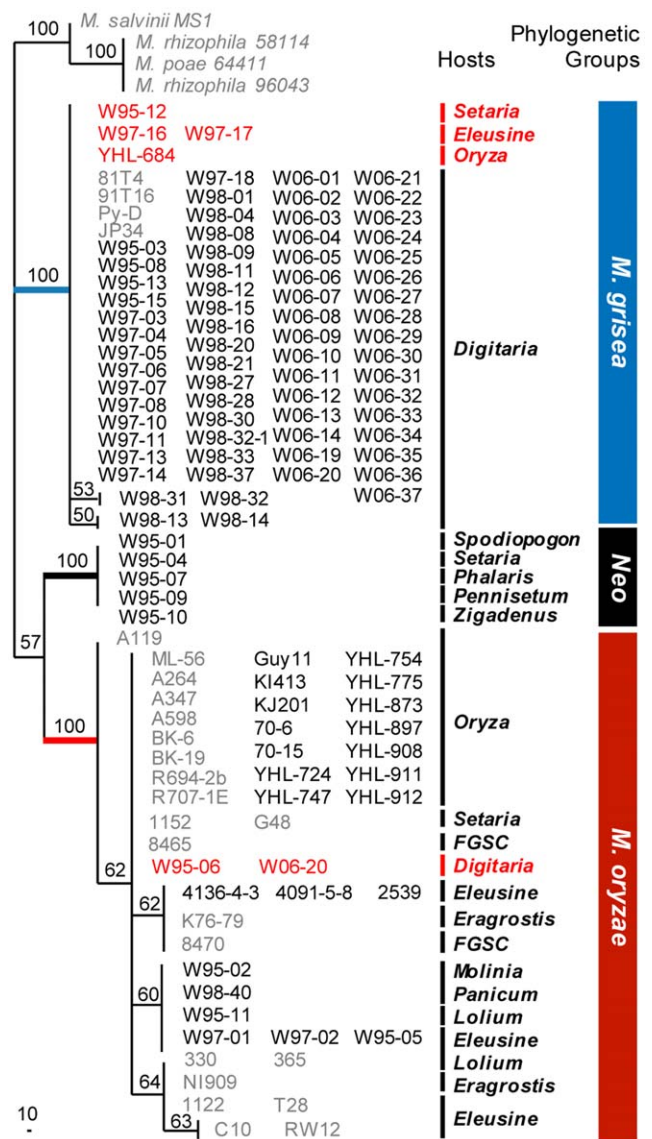 M. salvinii MS1
100
M. rhizophila 58114
100
M. poae 64411
M. rhizophila 96043
Phylogenetic
Hosts Groups
W95-12 Setaria
W97-16 W97-17 Eleusine
YHL-684 Oryza
81T4 W97-18 W06-01 W06-21
91T16 W98-01 W06-02 W06-22
Py-D W98-04 W06-03 W06-23
JP34 W98-08 W06-04 W06-24
W95-03 W98-09 W06-05 W06-25
W95-08 W98-11 W06-06 W06-26
W95-13 W98-12 W06-07 W06-27
W95-15 W98-15 W06-08 W06-28
W97-03 W98-16 W06-09 W06-29
W97-04 W98-20 W06-10 W06-30
W97-05 W98-21 W06-11 W06-31
W97-06 W98-27 W06-12 W06-32
W97-07 W98-28 W06-13 W06-33
W97-08 W98-30 W06-14 W06-34
W97-10 W98-32-1 W06-19 W06-35
W97-11 W98-33 W06-20 W06-36
W97-13 W98-37 W06-37
W97-14
100
Digitaria
M. grisea
53
W98-31 W98-32
50
W98-13 W98-14
W95-01 Spodiopogon
100
W95-04 Setaria
W95-07 Phalaris
W95-09 Pennisetum
W95-10 Zigadenus
Neo
57
A119
ML-56 Guy11 YHL-754
A264 KI413 YHL-775
A347 KJ201 YHL-873
A598 70-6 YHL-897
BK-6 70-15 YHL-908
BK-19 YHL-724 YHL-911
R694-2b YHL-747 YHL-912
R707-1E
100
Oryza
1152 G48 Setaria
8465 FGSC
W95-06 W06-20 Digitaria
62
4136-4-3 4091-5-8 2539 Eleusine
62
K76-79 Eragrostis
8470 FGSC
W95-02 Molinia
W98-40 Panicum
60
W95-11 Lolium
W97-01 W97-02 W95-05 Eleusine
330 365 Lolium
64
NI909 Eragrostis
1122 T28 Eleusine
63
C10 RW12
M. oryzae
10